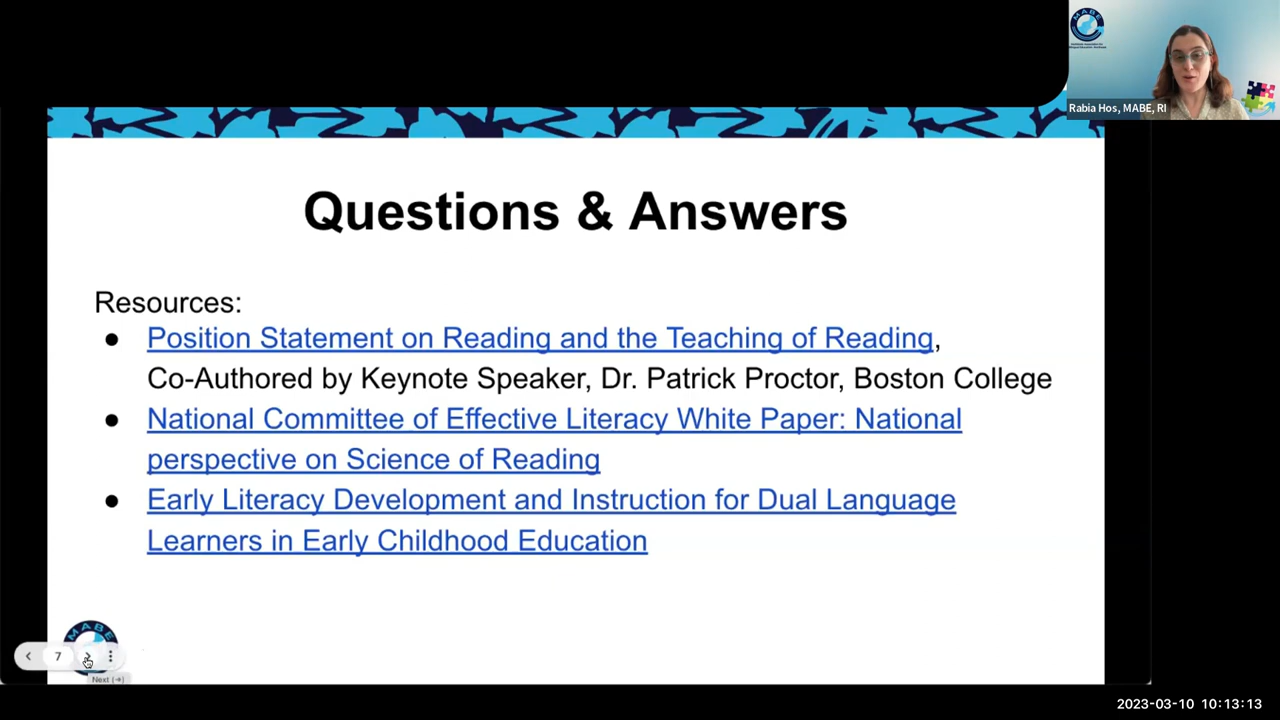 MABE
Rabia Hos, MABE, RI
Questions & Answers
Resources:
● Position Statement on Reading and the Teaching of Reading,
Co-Authored by Keynote Speaker, Dr. Patrick Proctor, Boston College
● National Committee of Effective Literacy White Paper: National
perspective on Science of Reading
● Early Literacy Development and Instruction for Dual Language
Learners in Early Childhood Education
MABE
7
Next (→)
2023-03-10 10:13:13